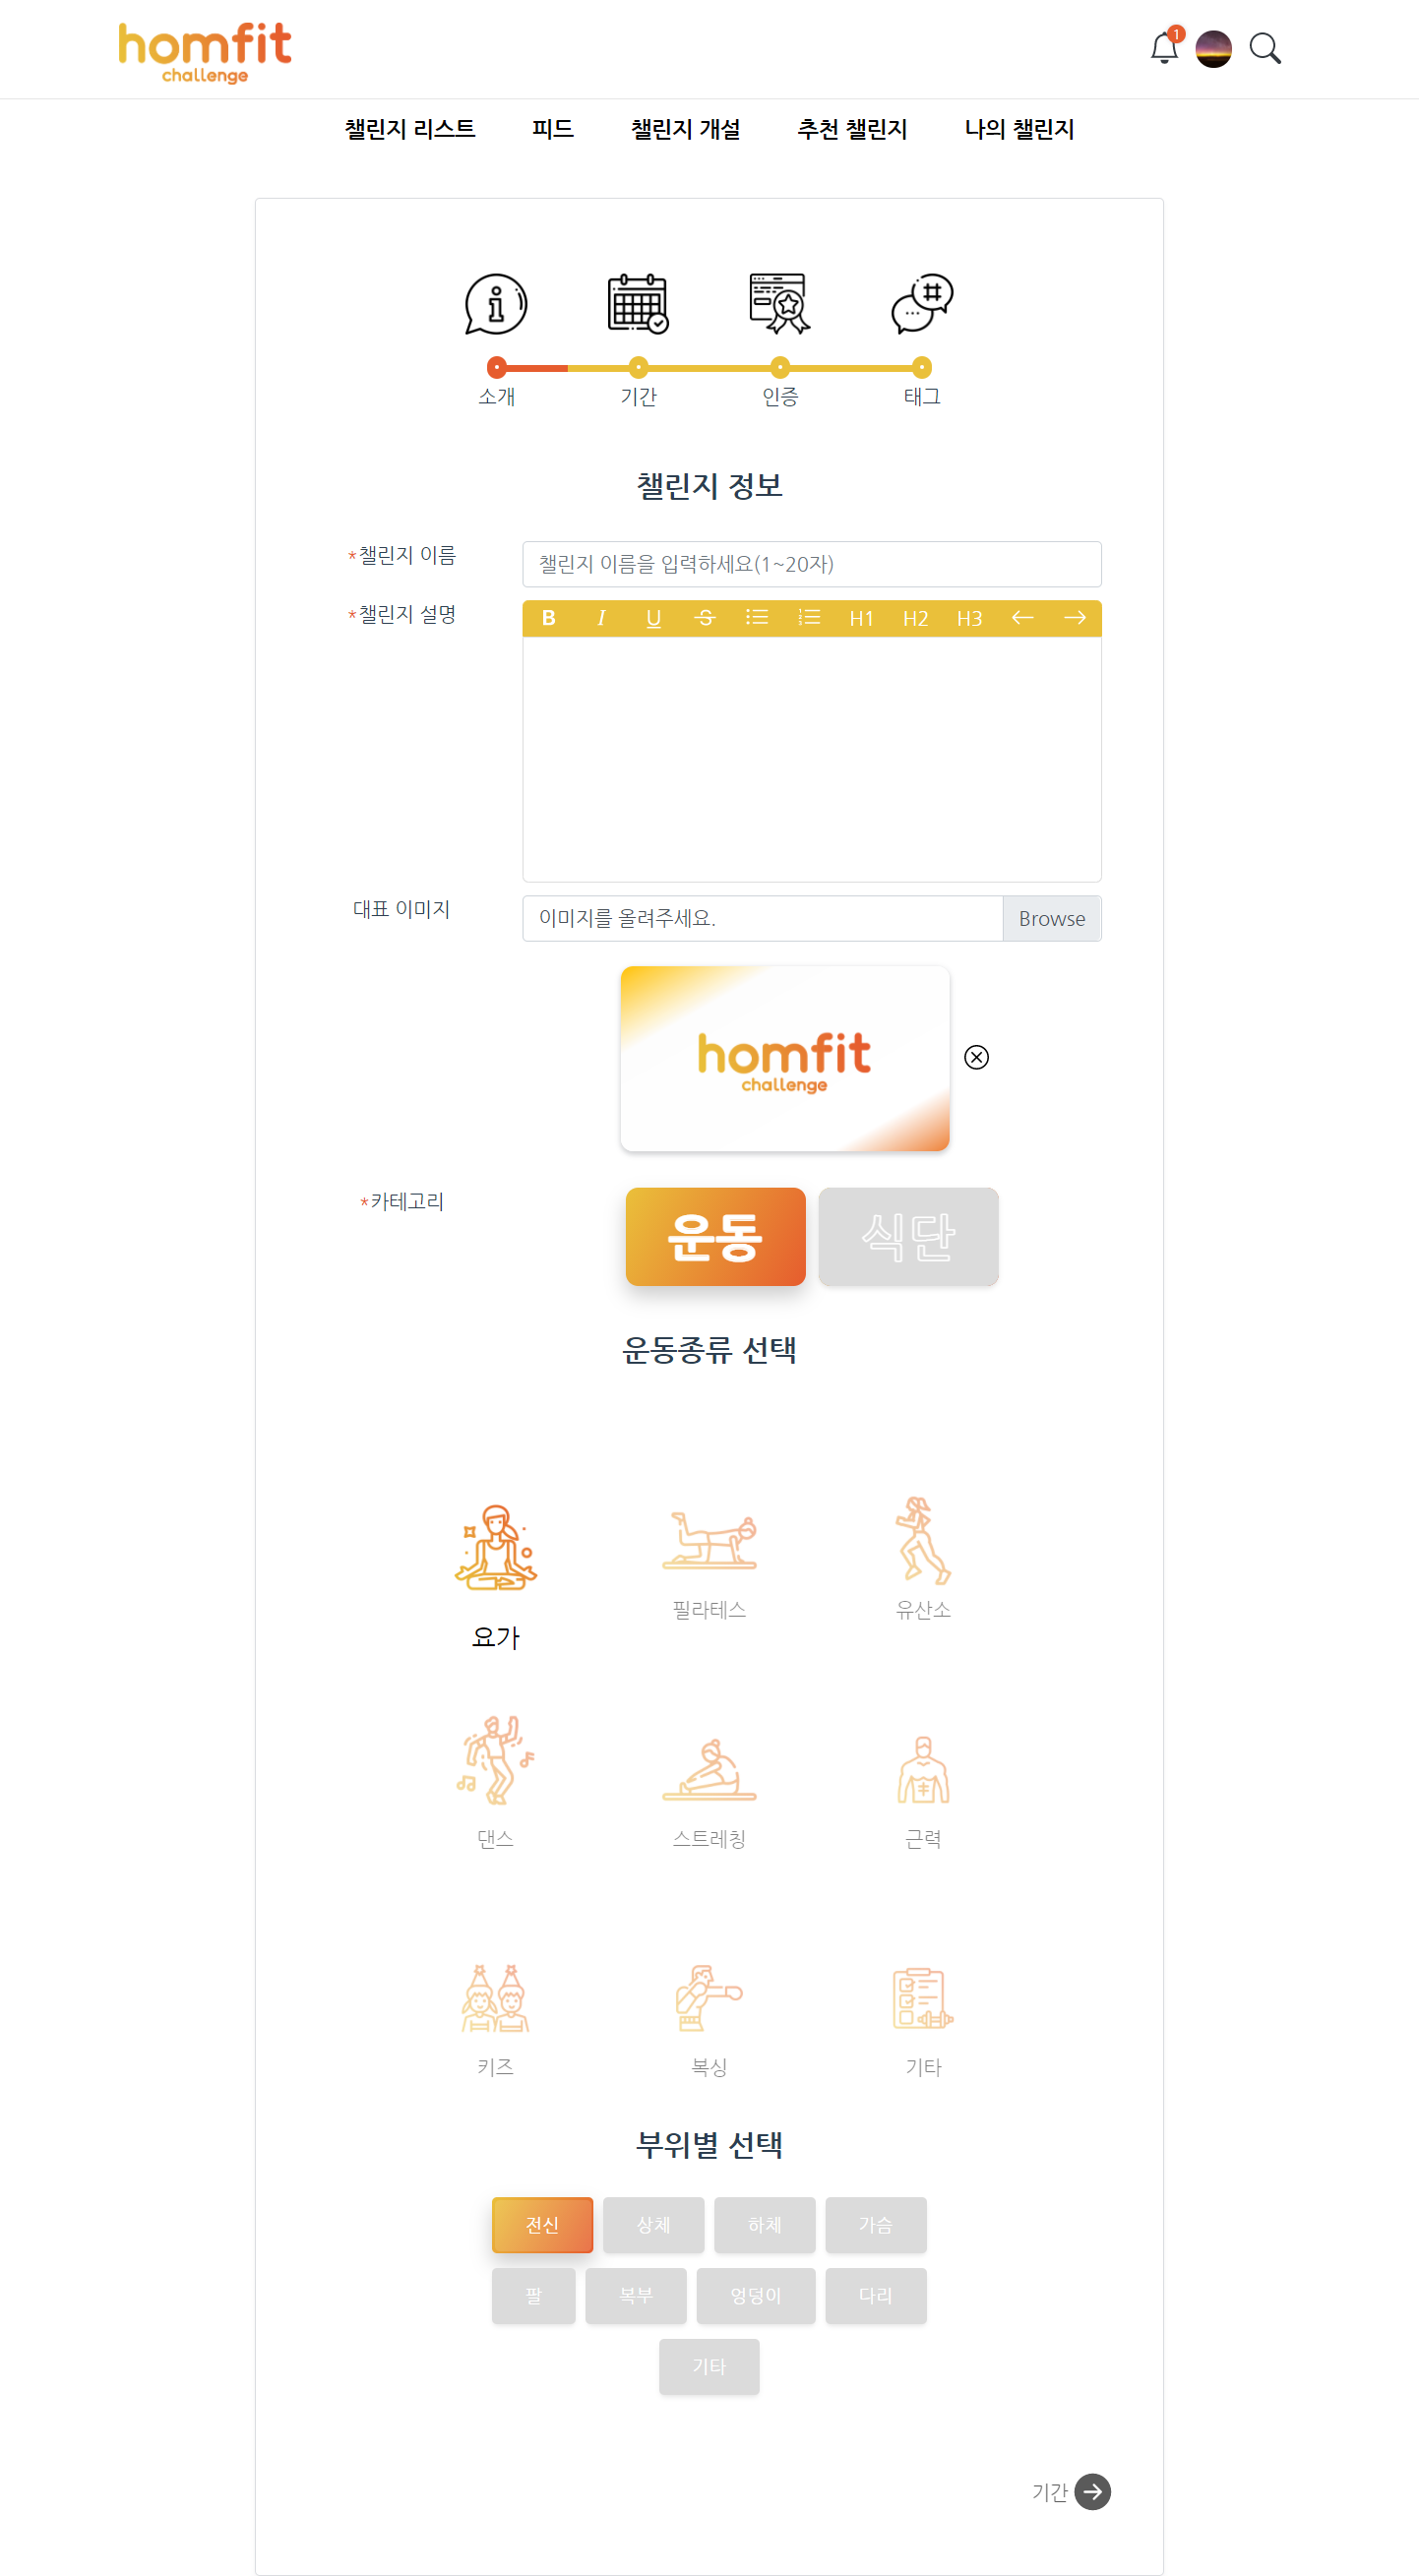 homfit
challenge
1
챌린지 리스트 피드 챌린지 개설 추천 챌린지 나의 챌린지
소개 기간 인증 태그
챌린지 정보
*챌린지 이름 챌린지 이름을 입력하세요(1~20자)
*챌린지 설명 B I U S H1 H2 H3
대표 이미지 이미지를 올려주세요. Browse
homfit
challenge
*카테고리 운동 식단
운동종류 선택
요가 필라테스 유산소
댄스 스트레칭 근력
키즈 복싱 기타
부위별 선택
전신 상체 하체 가슴
팔 복부 엉덩이 다리
기타
기간